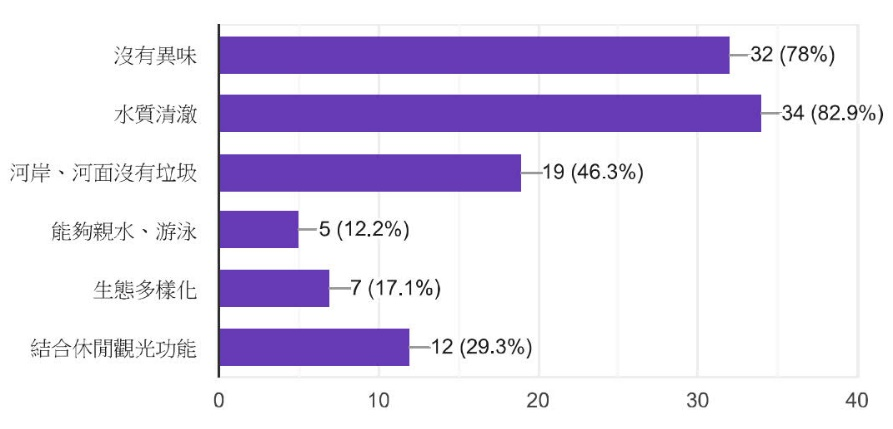 沒有異味 32 (78%)
水質清澈 34 (82.9%)
河岸、河面沒有垃圾 19 (46.3%)
能夠親水、游泳 5 (12.2%)
生態多樣化 7 (17.1%)
結合休閒觀光功能 12 (29.3%)
0 10 20 30 40